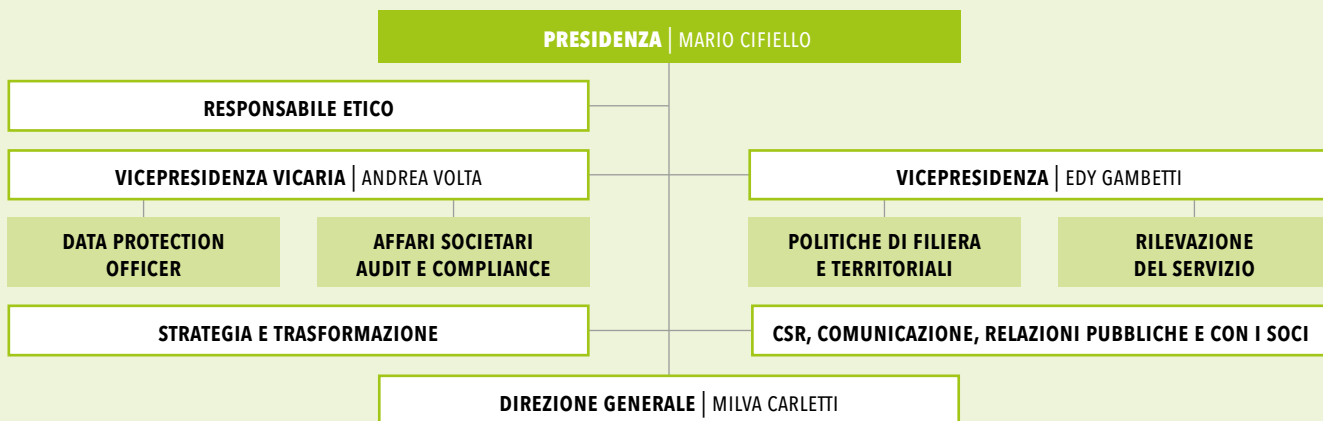 PRESIDENZA | MARIO CIFIELLO
RESPONSABILE ETICO
VICEPRESIDENZA VICARIA | ANDREA VOLTA
VICEPRESIDENZA | EDY GAMBETTI
DATA PROTECTION
OFFICER
AFFARI SOCIETARI
AUDIT E COMPLIANCE
POLITICHE DI FILIERA
E TERRITORIALI
RILEVAZIONE
DEL SERVIZIO
STRATEGIA E TRASFORMAZIONE
CSR, COMUNICAZIONE, RELAZIONI PUBBLICHE E CON I SOCI
DIREZIONE GENERALE | MILVA CARLETTI